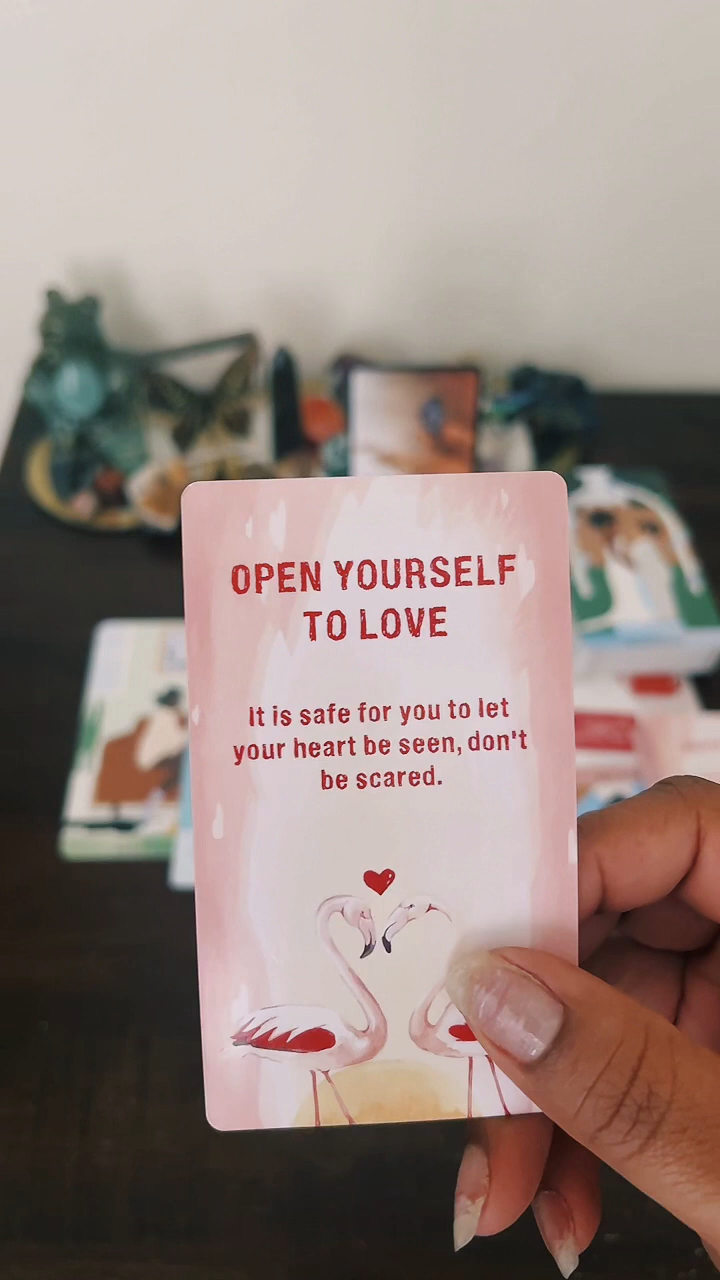 OPEN YOURSELF
TO LOVE
It is safe for you to let
your heart be seen, don't
be scared.